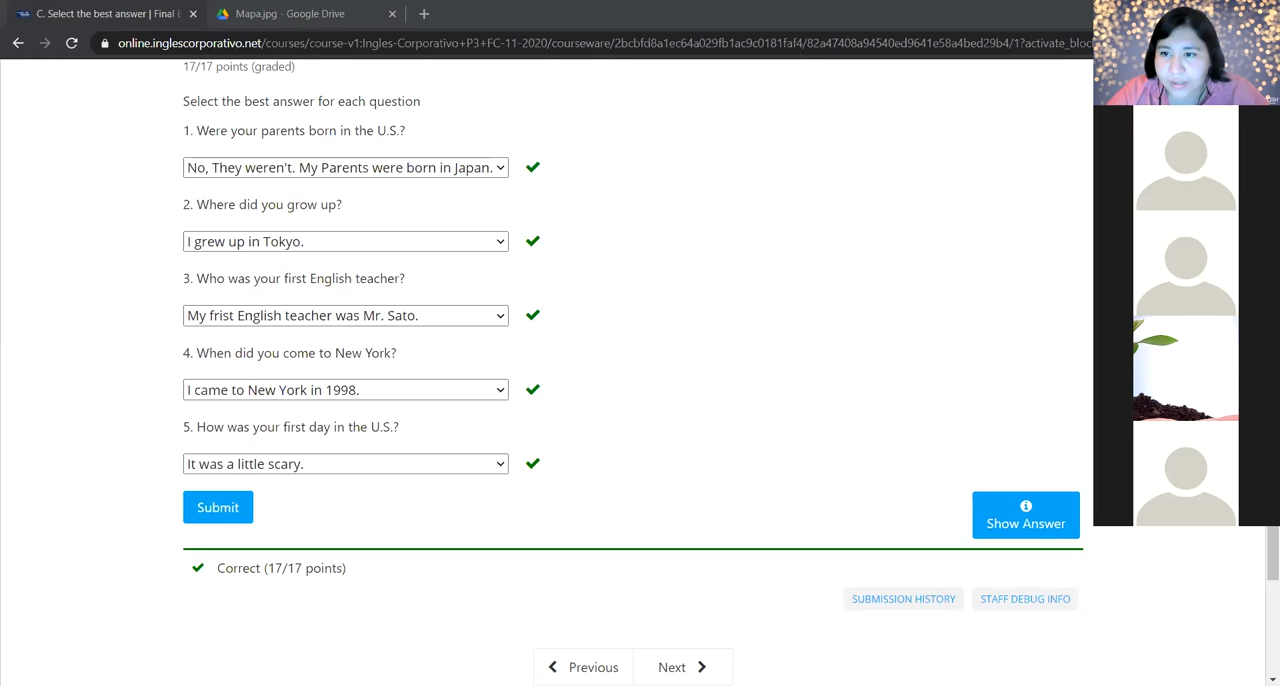 C. Select the best answer | Final E
Mapa.jpg - Google Drive
online.inglescorporativo.net/courses/course-v1:Ingles-Corporativo+P3+FC-11-2020/courseware/2bcbfd8a1ec64a029fb1ac9c0181faf4/82a47408a94540ed9641e58a4bed29b4/1?activate_bloc
17/17 points (graded)
Select the best answer for each question
1. Were your parents born in the U.S.?
No, They weren't. My Parents were born in Japan.
2. Where did you grow up?
I grew up in Tokyo.
3. Who was your first English teacher?
My frist English teacher was Mr. Sato.
4. When did you come to New York?
I came to New York in 1998.
5. How was your first day in the U.S.?
It was a little scary.
Submit
Show Answer
Correct (17/17 points)
SUBMISSION HISTORY
STAFF DEBUG INFO
Previous
Next